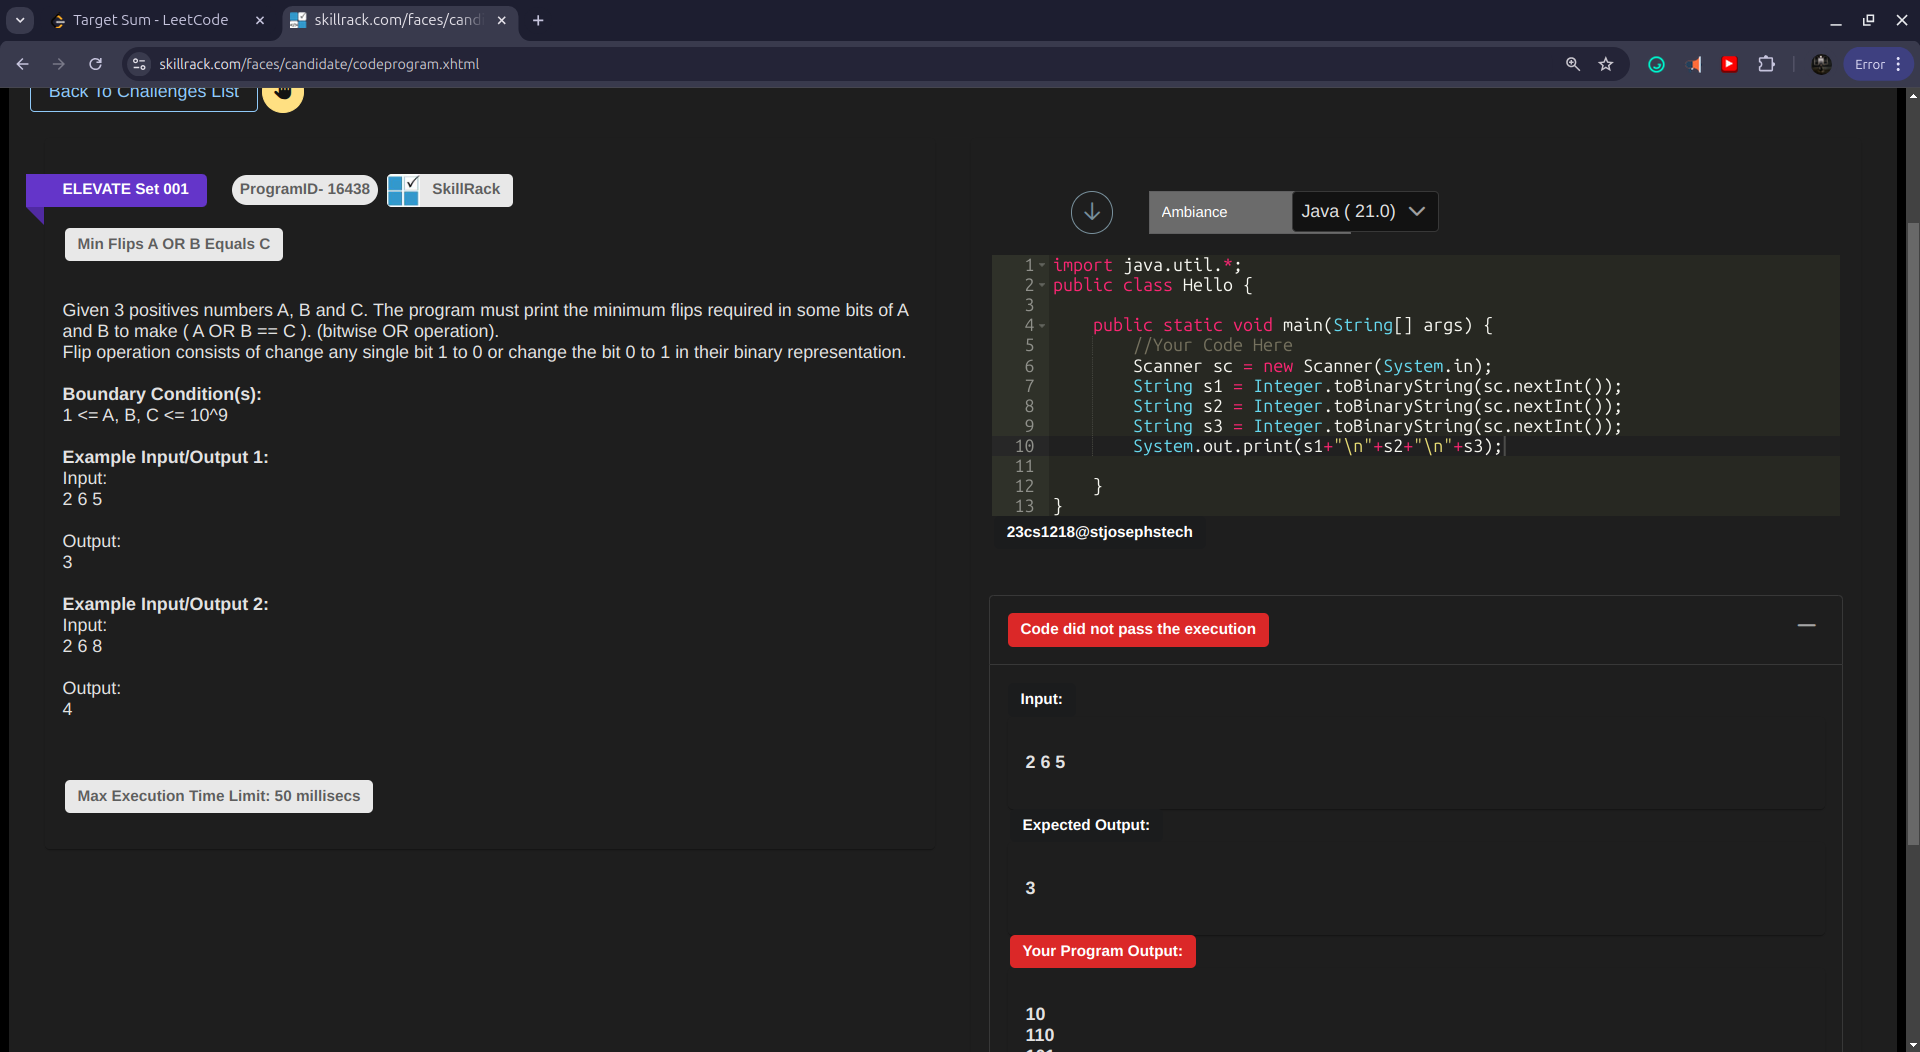 Target Sum - LeetCode
skillrack.com/faces/cand
skillrack.com/faces/candidate/codeprogram.xhtml
Error
Back To Challenges List
ELEVATE Set 001
ProgramID- 16438
SkillRack
Min Flips A OR B Equals C
Given 3 positives numbers A, B and C. The program must print the minimum flips required in some bits of A
and B to make ( A OR B == C ). (bitwise OR operation).
Flip operation consists of change any single bit 1 to 0 or change the bit 0 to 1 in their binary representation.
Boundary Condition(s):
1 <= A, B, C <= 10^9
Example Input/Output 1:
Input:
2 6 5
Output:
3
Example Input/Output 2:
Input:
2 6 8
Output:
4
Max Execution Time Limit: 50 millisecs
Ambiance
Java ( 21.0)
1 import java.util.*;
2 public class Hello {
3
4     public static void main(String[] args) {
5         //Your Code Here
6         Scanner sc = new Scanner(System.in);
7         String s1 = Integer.toBinaryString(sc.nextInt());
8         String s2 = Integer.toBinaryString(sc.nextInt());
9         String s3 = Integer.toBinaryString(sc.nextInt());
10         System.out.print(s1+"\n"+s2+"\n"+s3);
11
12     }
13 }
23cs1218@stjosephstech
Code did not pass the execution
Input:
2 6 5
Expected Output:
3
Your Program Output:
10
110